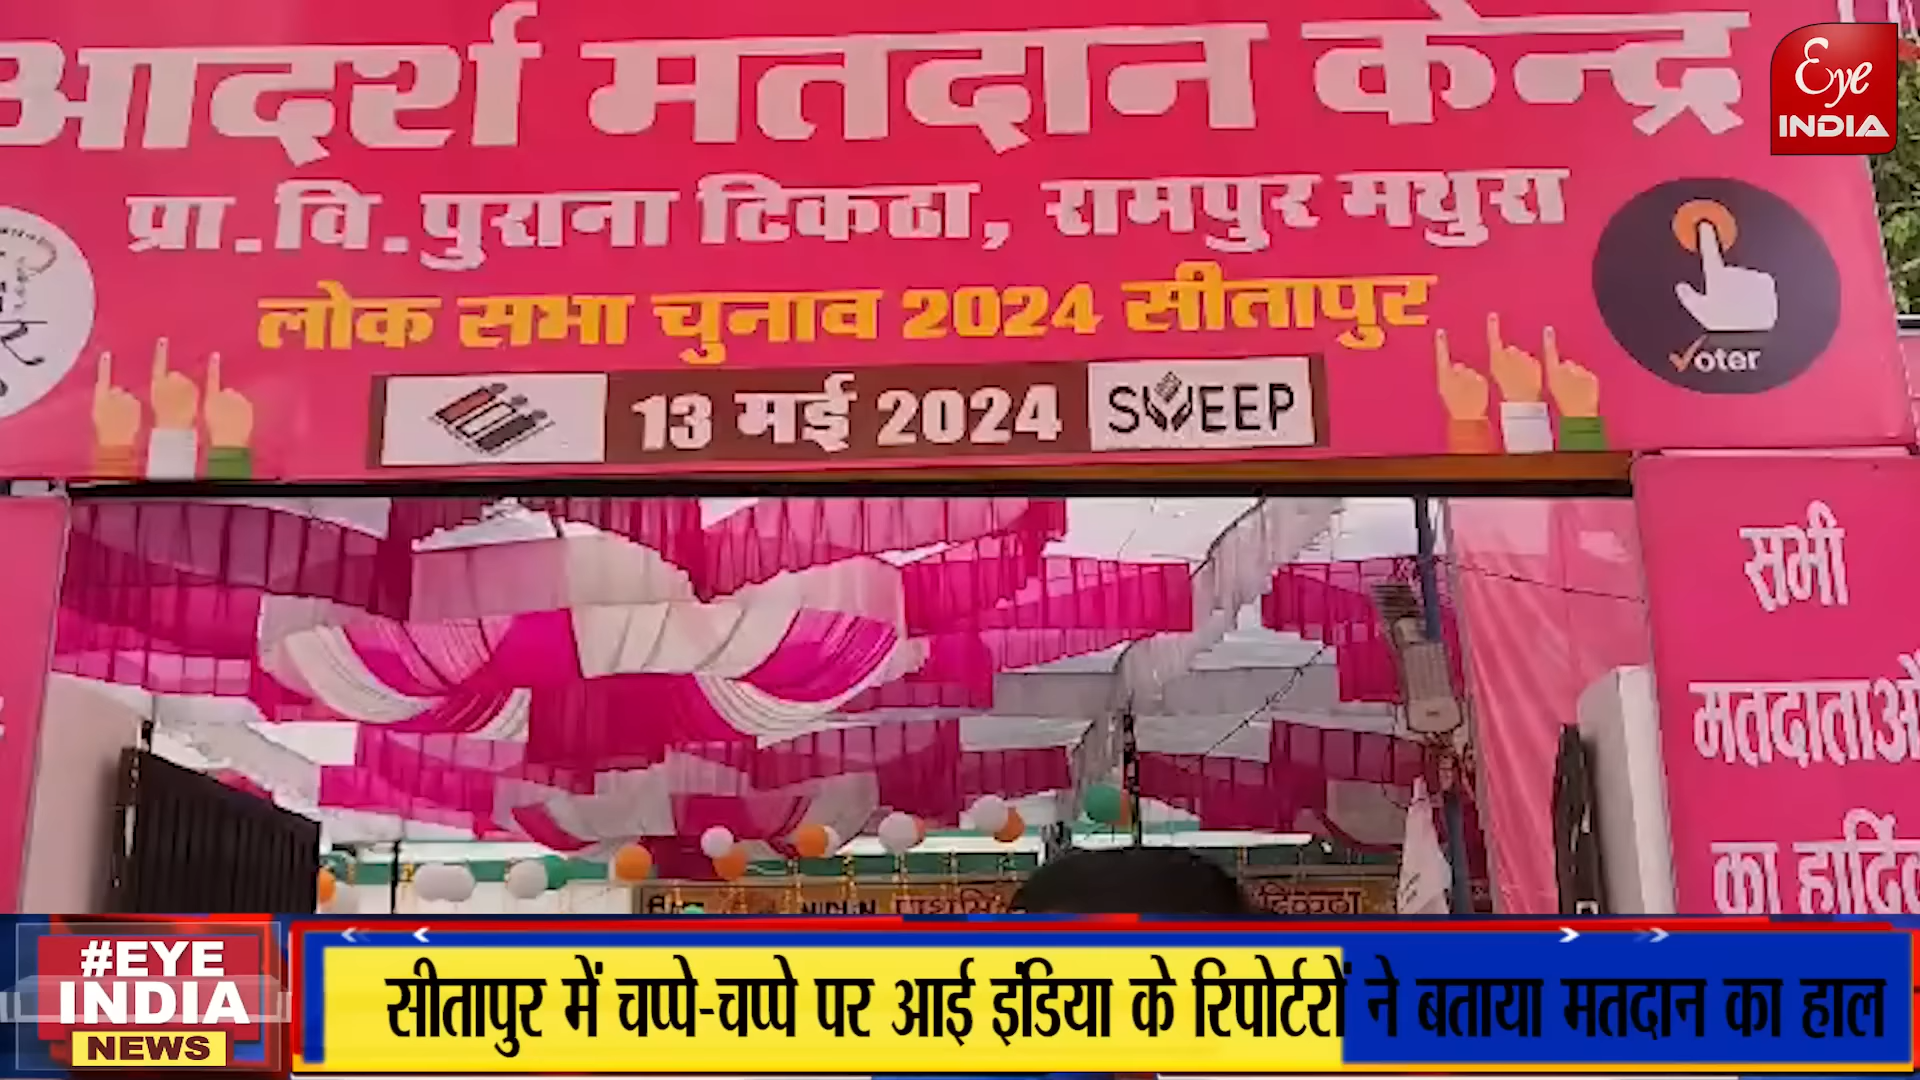 आदर्श मतदान केन्द्र
Eye
INDIA
प्रा.वि.पुराना टिकठा, रामपुर मथुरा
लोक सभा चुनाव 2024 सीतापुर
Voter
13 मई 2024
SWEEP
सभी
मतदाताओं
का हार्दिक
#EYE
INDIA
NEWS
सीतापुर में चप्पे-चप्पे पर आई इंडिया के रिपोर्टरों ने बताया मतदान का हाल